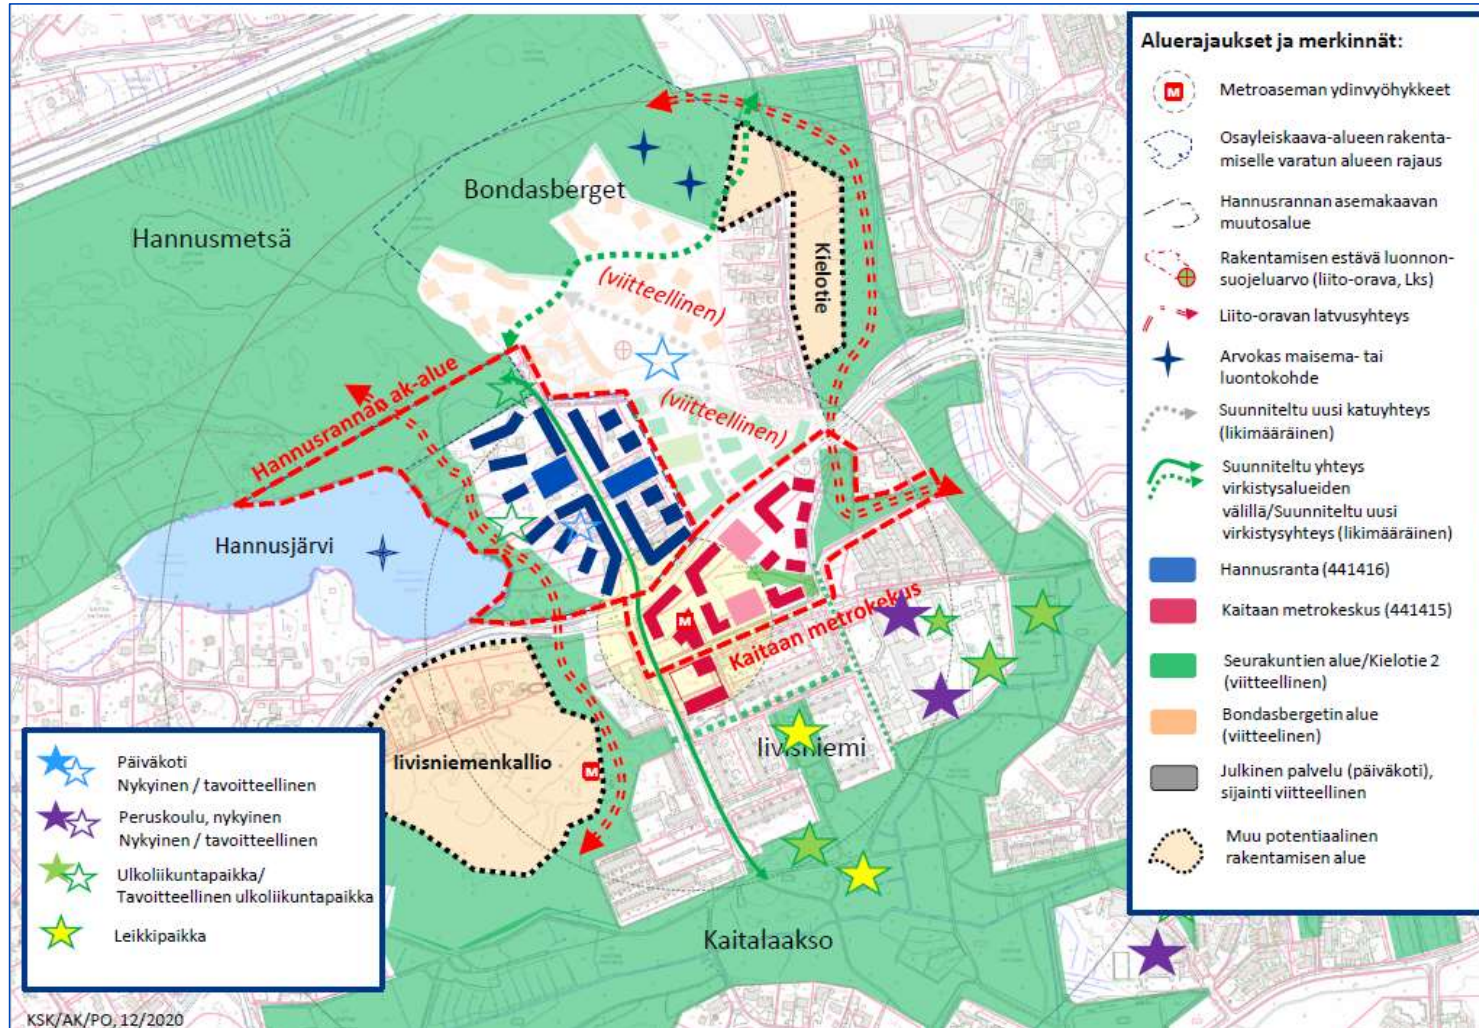 Bondasberget
Hannusmetsä
Kielotie
(viitteellinen)
(viitteellinen)
Hannusrannan ak-alue
Hannusjärvi
M
Kaitaan metrokekus
Iivisniemi
Iivisniemenkallio
M
Kaitalaakso
Aluerajaukset ja merkinnät:
M
Metroaseman ydinvyöhykkeet
Osayleiskaava-alueen rakenta-
miselle varatun alueen rajaus
Hannusrannan asemakaavan
muutosalue
Rakentamisen estävä luonnon-
suojeluarvo (liito-orava, Lks)
Liito-oravan latvusyhteys
Arvokas maisema- tai
luontokohde
Suunniteltu uusi katuyhteys
(likimääräinen)
Suunniteltu yhteys
virkistysalueiden
välillä/Suunniteltu uusi
virkistysyhteys (likimääräinen)
Hannusranta (441416)
Kaitaan metrokeskus (441415)
Seurakuntien alue/Kielotie 2
(viitteellinen)
Bondasbergetin alue
(viitteelinen)
Julkinen palvelu (päiväkoti),
sijainti viitteellinen
Muu potentiaalinen
rakentamisen alue
Päiväkoti
Nykyinen / tavoitteellinen
Peruskoulu, nykyinen
Nykyinen / tavoitteellinen
Ulkoliikuntapaikka/
Tavoitteellinen ulkoliikuntapaikka
Leikkipaikka
KSK/AK/PO, 12/2020